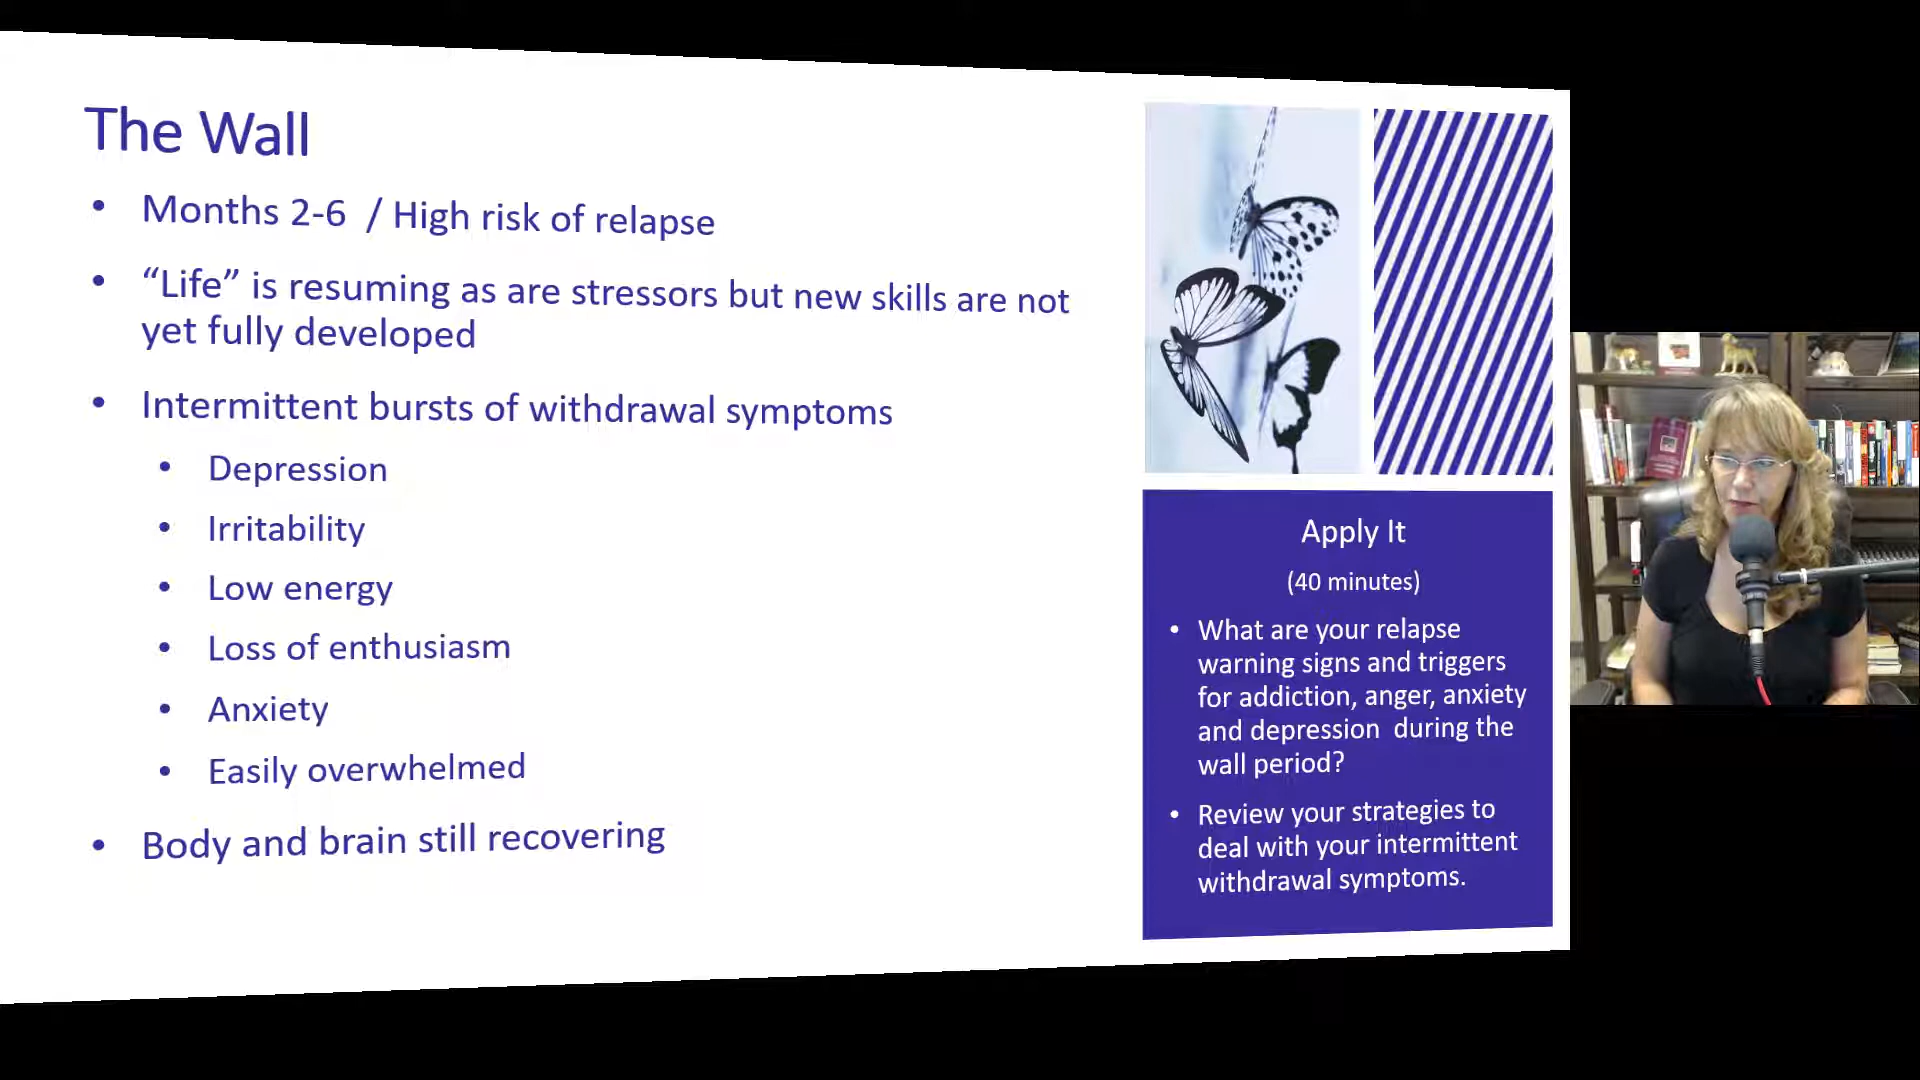 The Wall
• Months 2-6 / High risk of relapse
• “Life” is resuming as are stressors but new skills are not
yet fully developed
• Intermittent bursts of withdrawal symptoms
• Depression
• Irritability
• Low energy
• Loss of enthusiasm
• Anxiety
• Easily overwhelmed
• Body and brain still recovering
Apply It
(40 minutes)
• What are your relapse
warning signs and triggers
for addiction, anger, anxiety
and depression during the
wall period?
• Review your strategies to
deal with your intermittent
withdrawal symptoms.